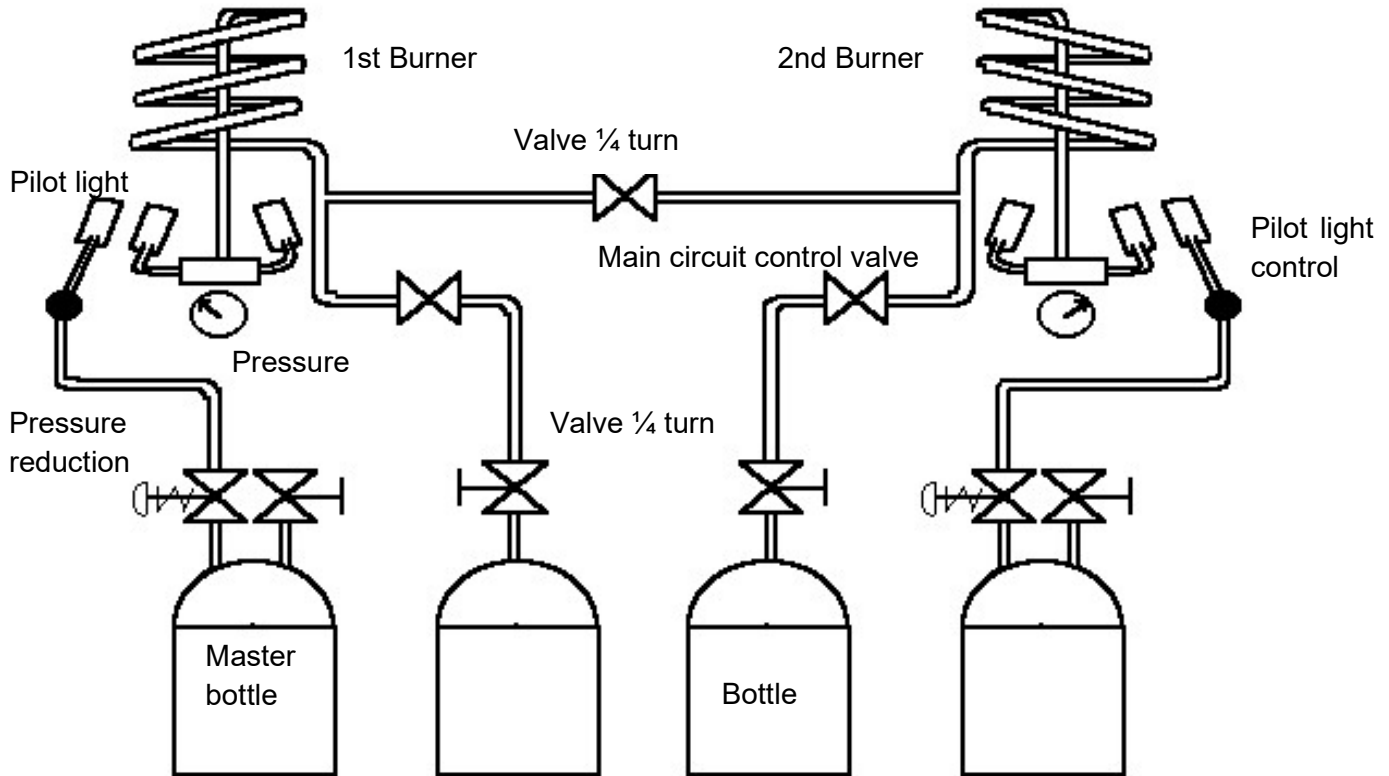 1st Burner
2nd Burner
Valve ¼ turn
Pilot light
Pilot light
control
Main circuit control valve
Pressure
Pressure
reduction
Valve ¼ turn
Master
bottle
Bottle